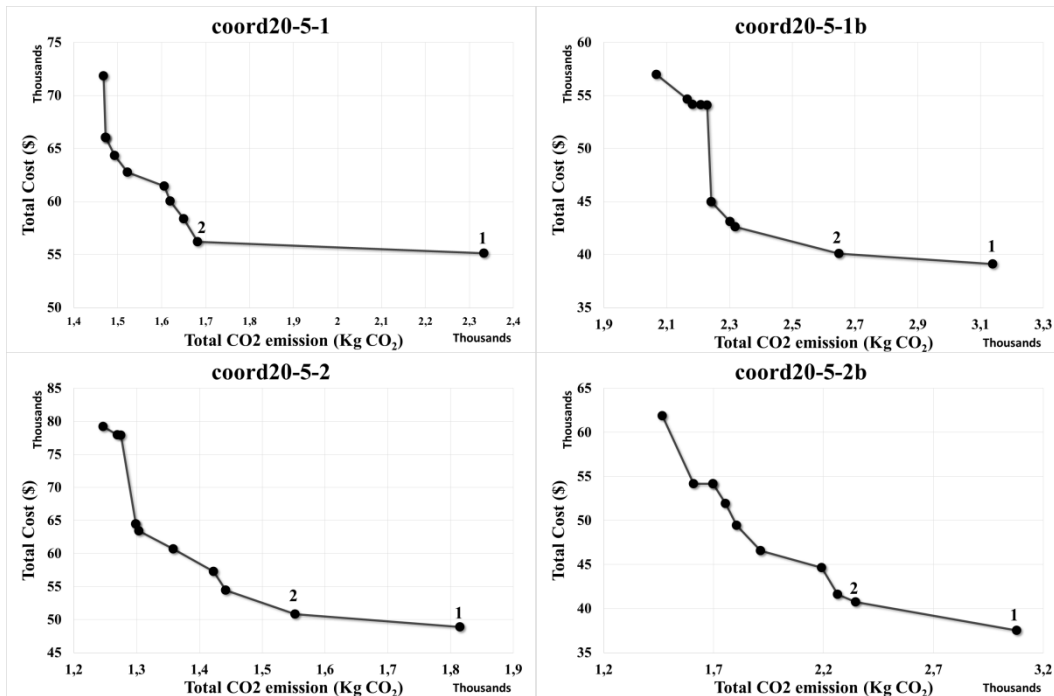 coord20-5-1
Thousands
Total Cost ($)
75
70
65
60
55
50
2
1
1,4 1,5 1,6 1,7 1,8 1,9 2 2,1 2,2 2,3 2,4
Total CO2 emission (Kg CO₂)
Thousands
coord20-5-1b
Thousands
Total Cost ($)
60
55
50
45
40
35
2
1
1,9 2,1 2,3 2,5 2,7 2,9 3,1 3,3
Total CO2 emission (Kg CO₂)
Thousands
coord20-5-2
Thousands
Total Cost ($)
85
80
75
70
65
60
55
50
45
2
1
1,2 1,3 1,4 1,5 1,6 1,7 1,8 1,9
Total CO2 emission (Kg CO₂)
Thousands
coord20-5-2b
Thousands
Total Cost ($)
65
60
55
50
45
40
35
2
1
1,2 1,7 2,2 2,7 3,2
Total CO2 emission (Kg CO₂)
Thousands